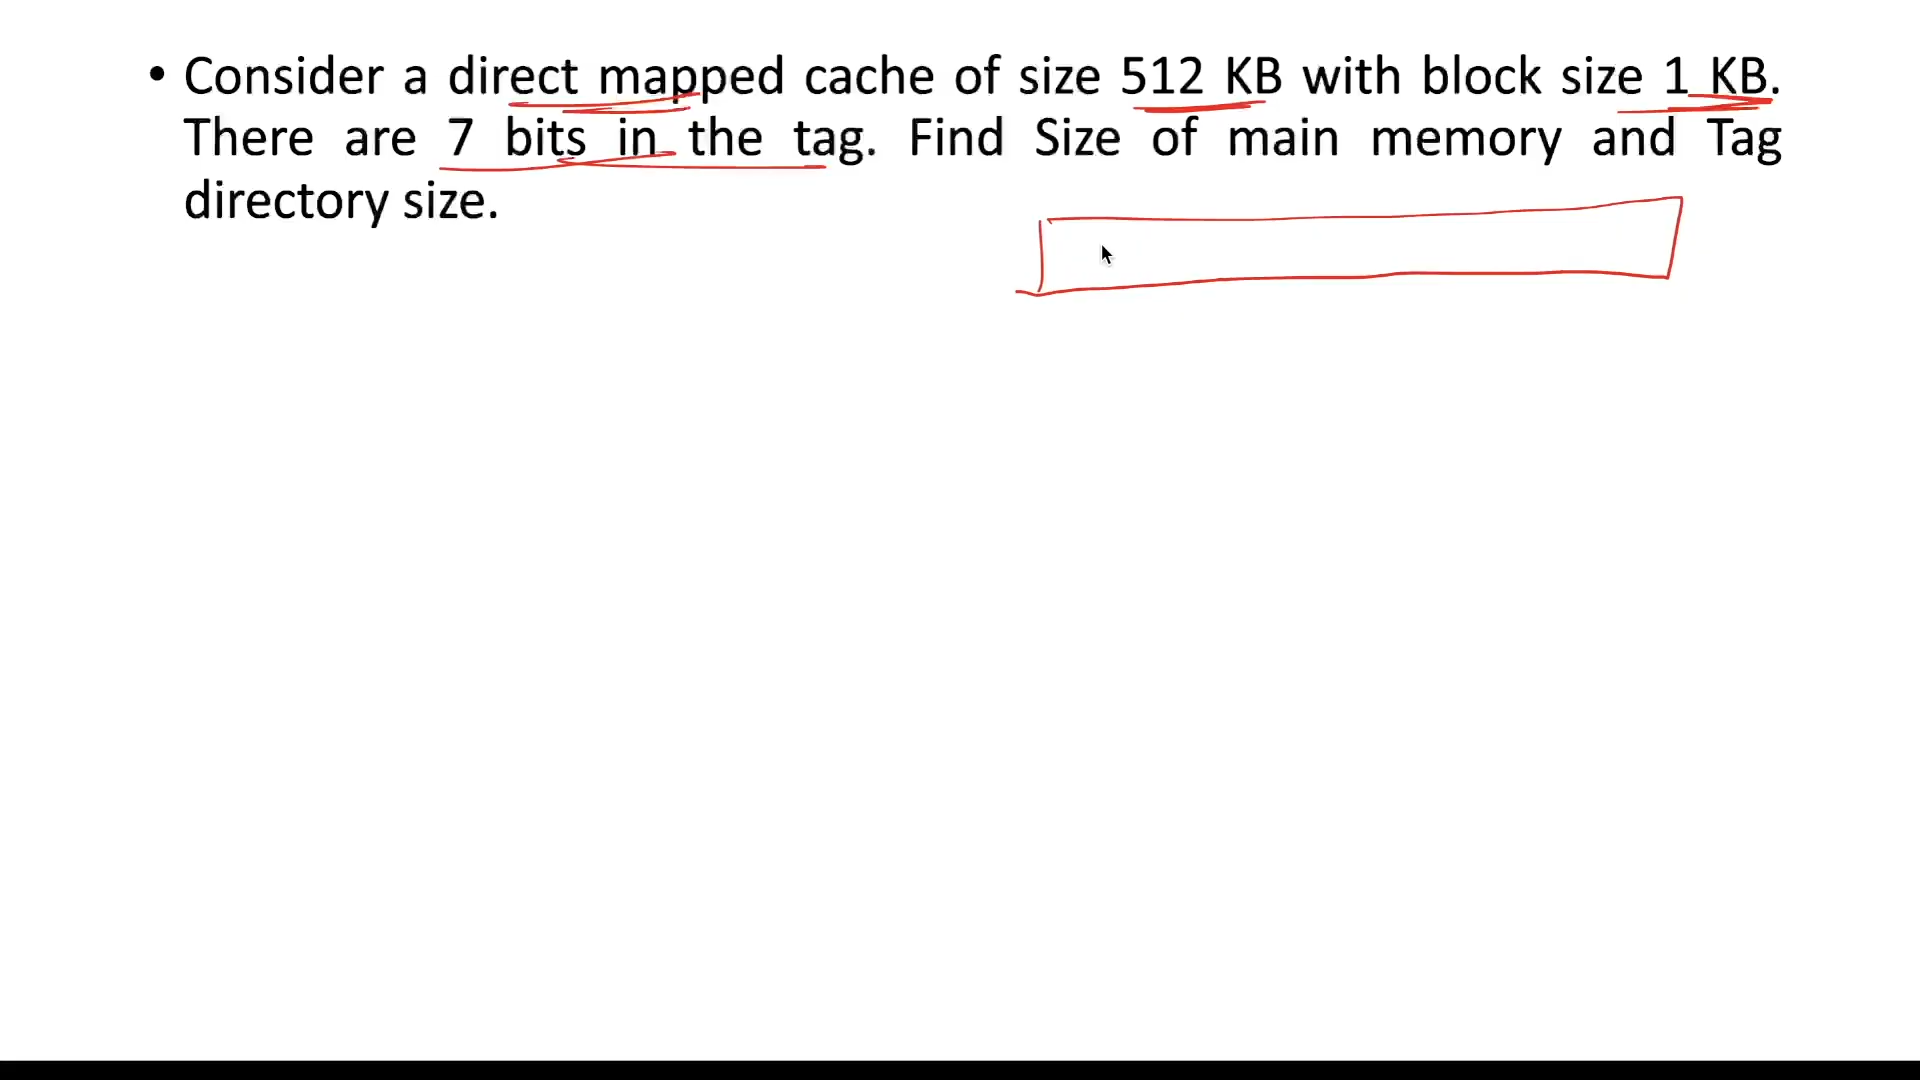 • Consider a direct mapped cache of size 512 KB with block size 1 KB.
There are 7 bits in the tag. Find Size of main memory and Tag
directory size.